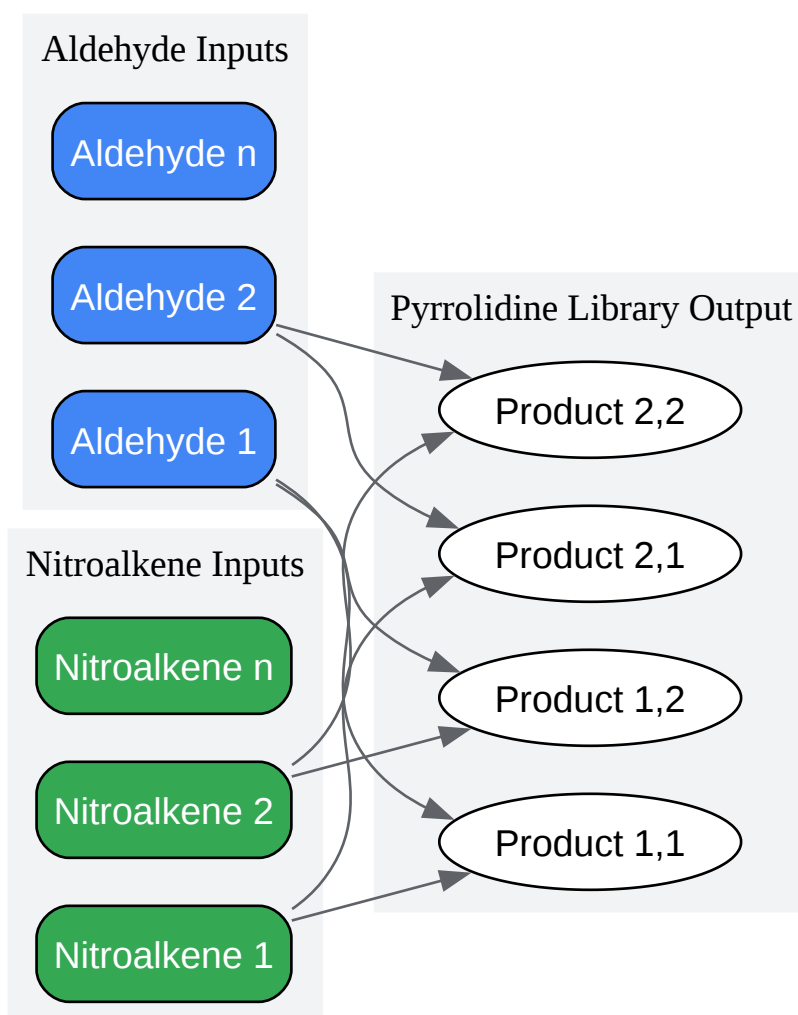 Aldehyde Inputs
Aldehyde n
Aldehyde 2
Aldehyde 1
Nitroalkene Inputs
Nitroalkene n
Nitroalkene 2
Nitroalkene 1
Pyrrolidine Library Output
Product 2,2
Product 2,1
Product 1,2
Product 1,1